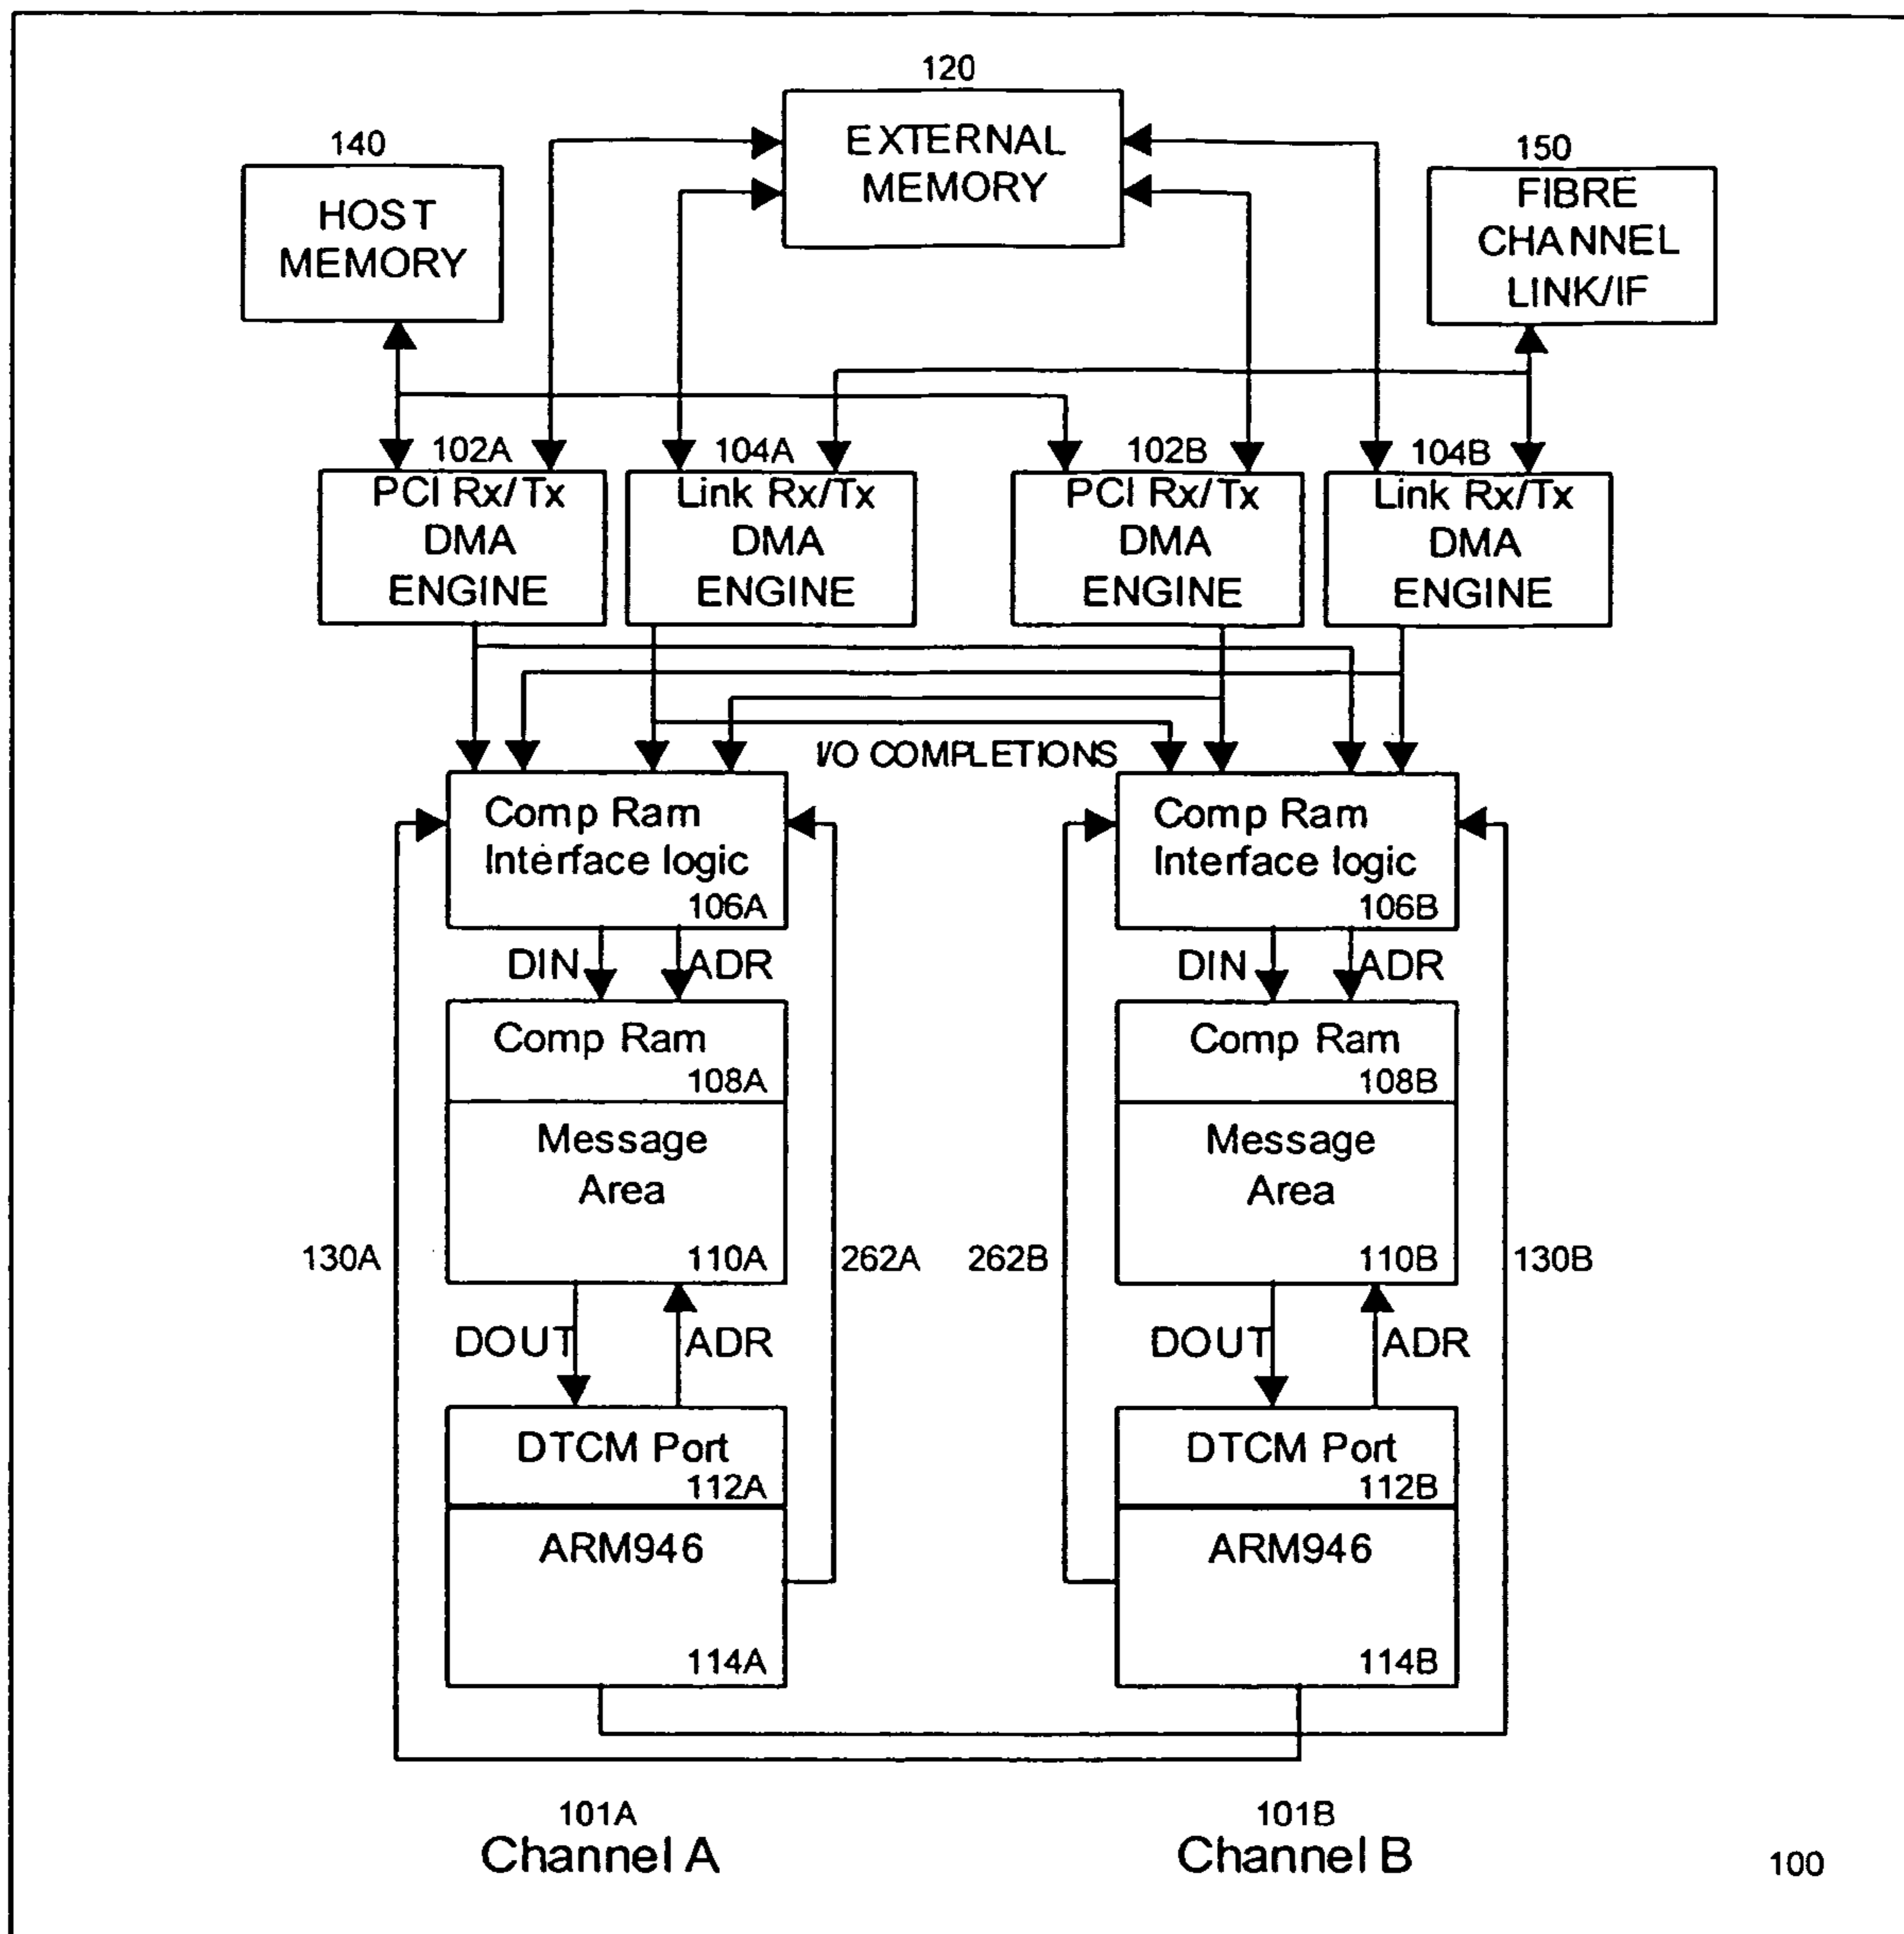 120
EXTERNAL
MEMORY
140
HOST
MEMORY
150
FIBRE
CHANNEL
LINK/IF
102A
PCI Rx/Tx
DMA
ENGINE
104A
Link Rx/Tx
DMA
ENGINE
102B
PCI Rx/Tx
DMA
ENGINE
104B
Link Rx/Tx
DMA
ENGINE
I/O COMPLETIONS
Comp Ram
Interface logic
106A
Comp Ram
Interface logic
106B
DIN
ADR
DIN
ADR
Comp Ram
108A
Comp Ram
108B
Message
Area
110A
Message
Area
110B
130A
262A
262B
130B
DOUT
ADR
DOUT
ADR
DTCM Port
112A
DTCM Port
112B
ARM946
114A
ARM946
114B
101A
Channel A
101B
Channel B
100